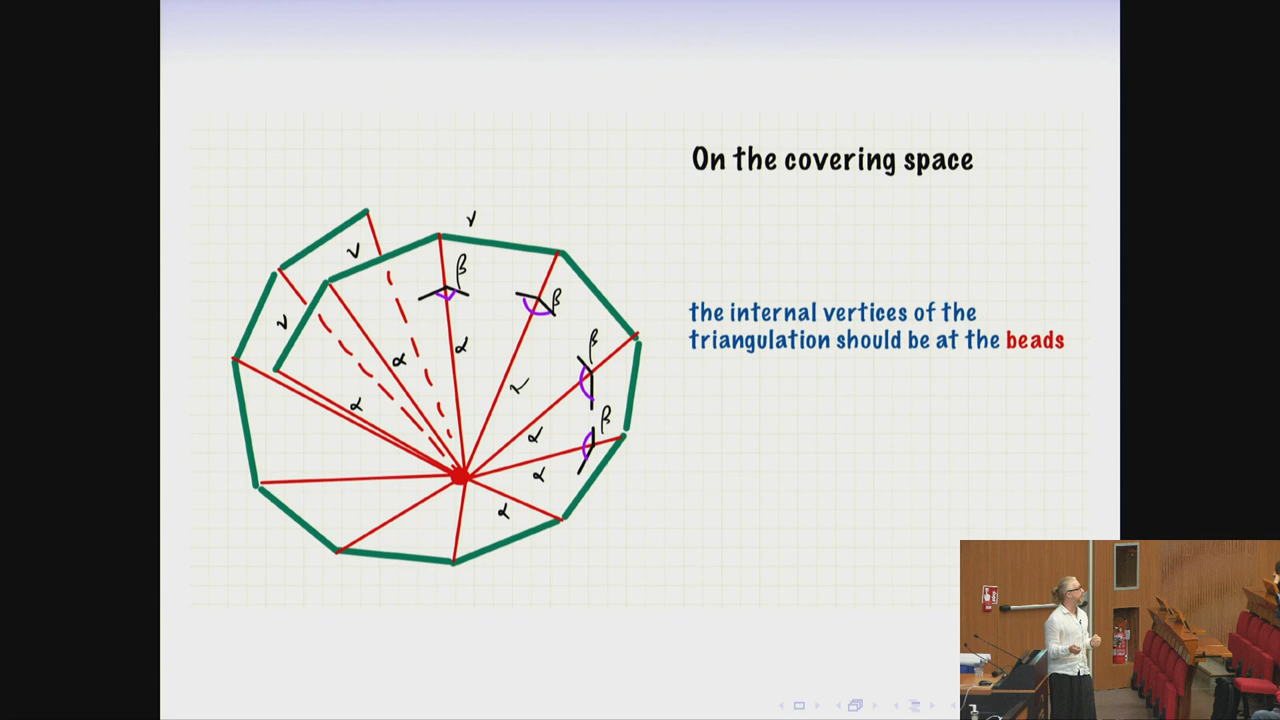 On the covering space
the internal vertices of the
triangulation should be at the beads
ν
ν
β
β
ν
β
α
α
α
β
α
α
α